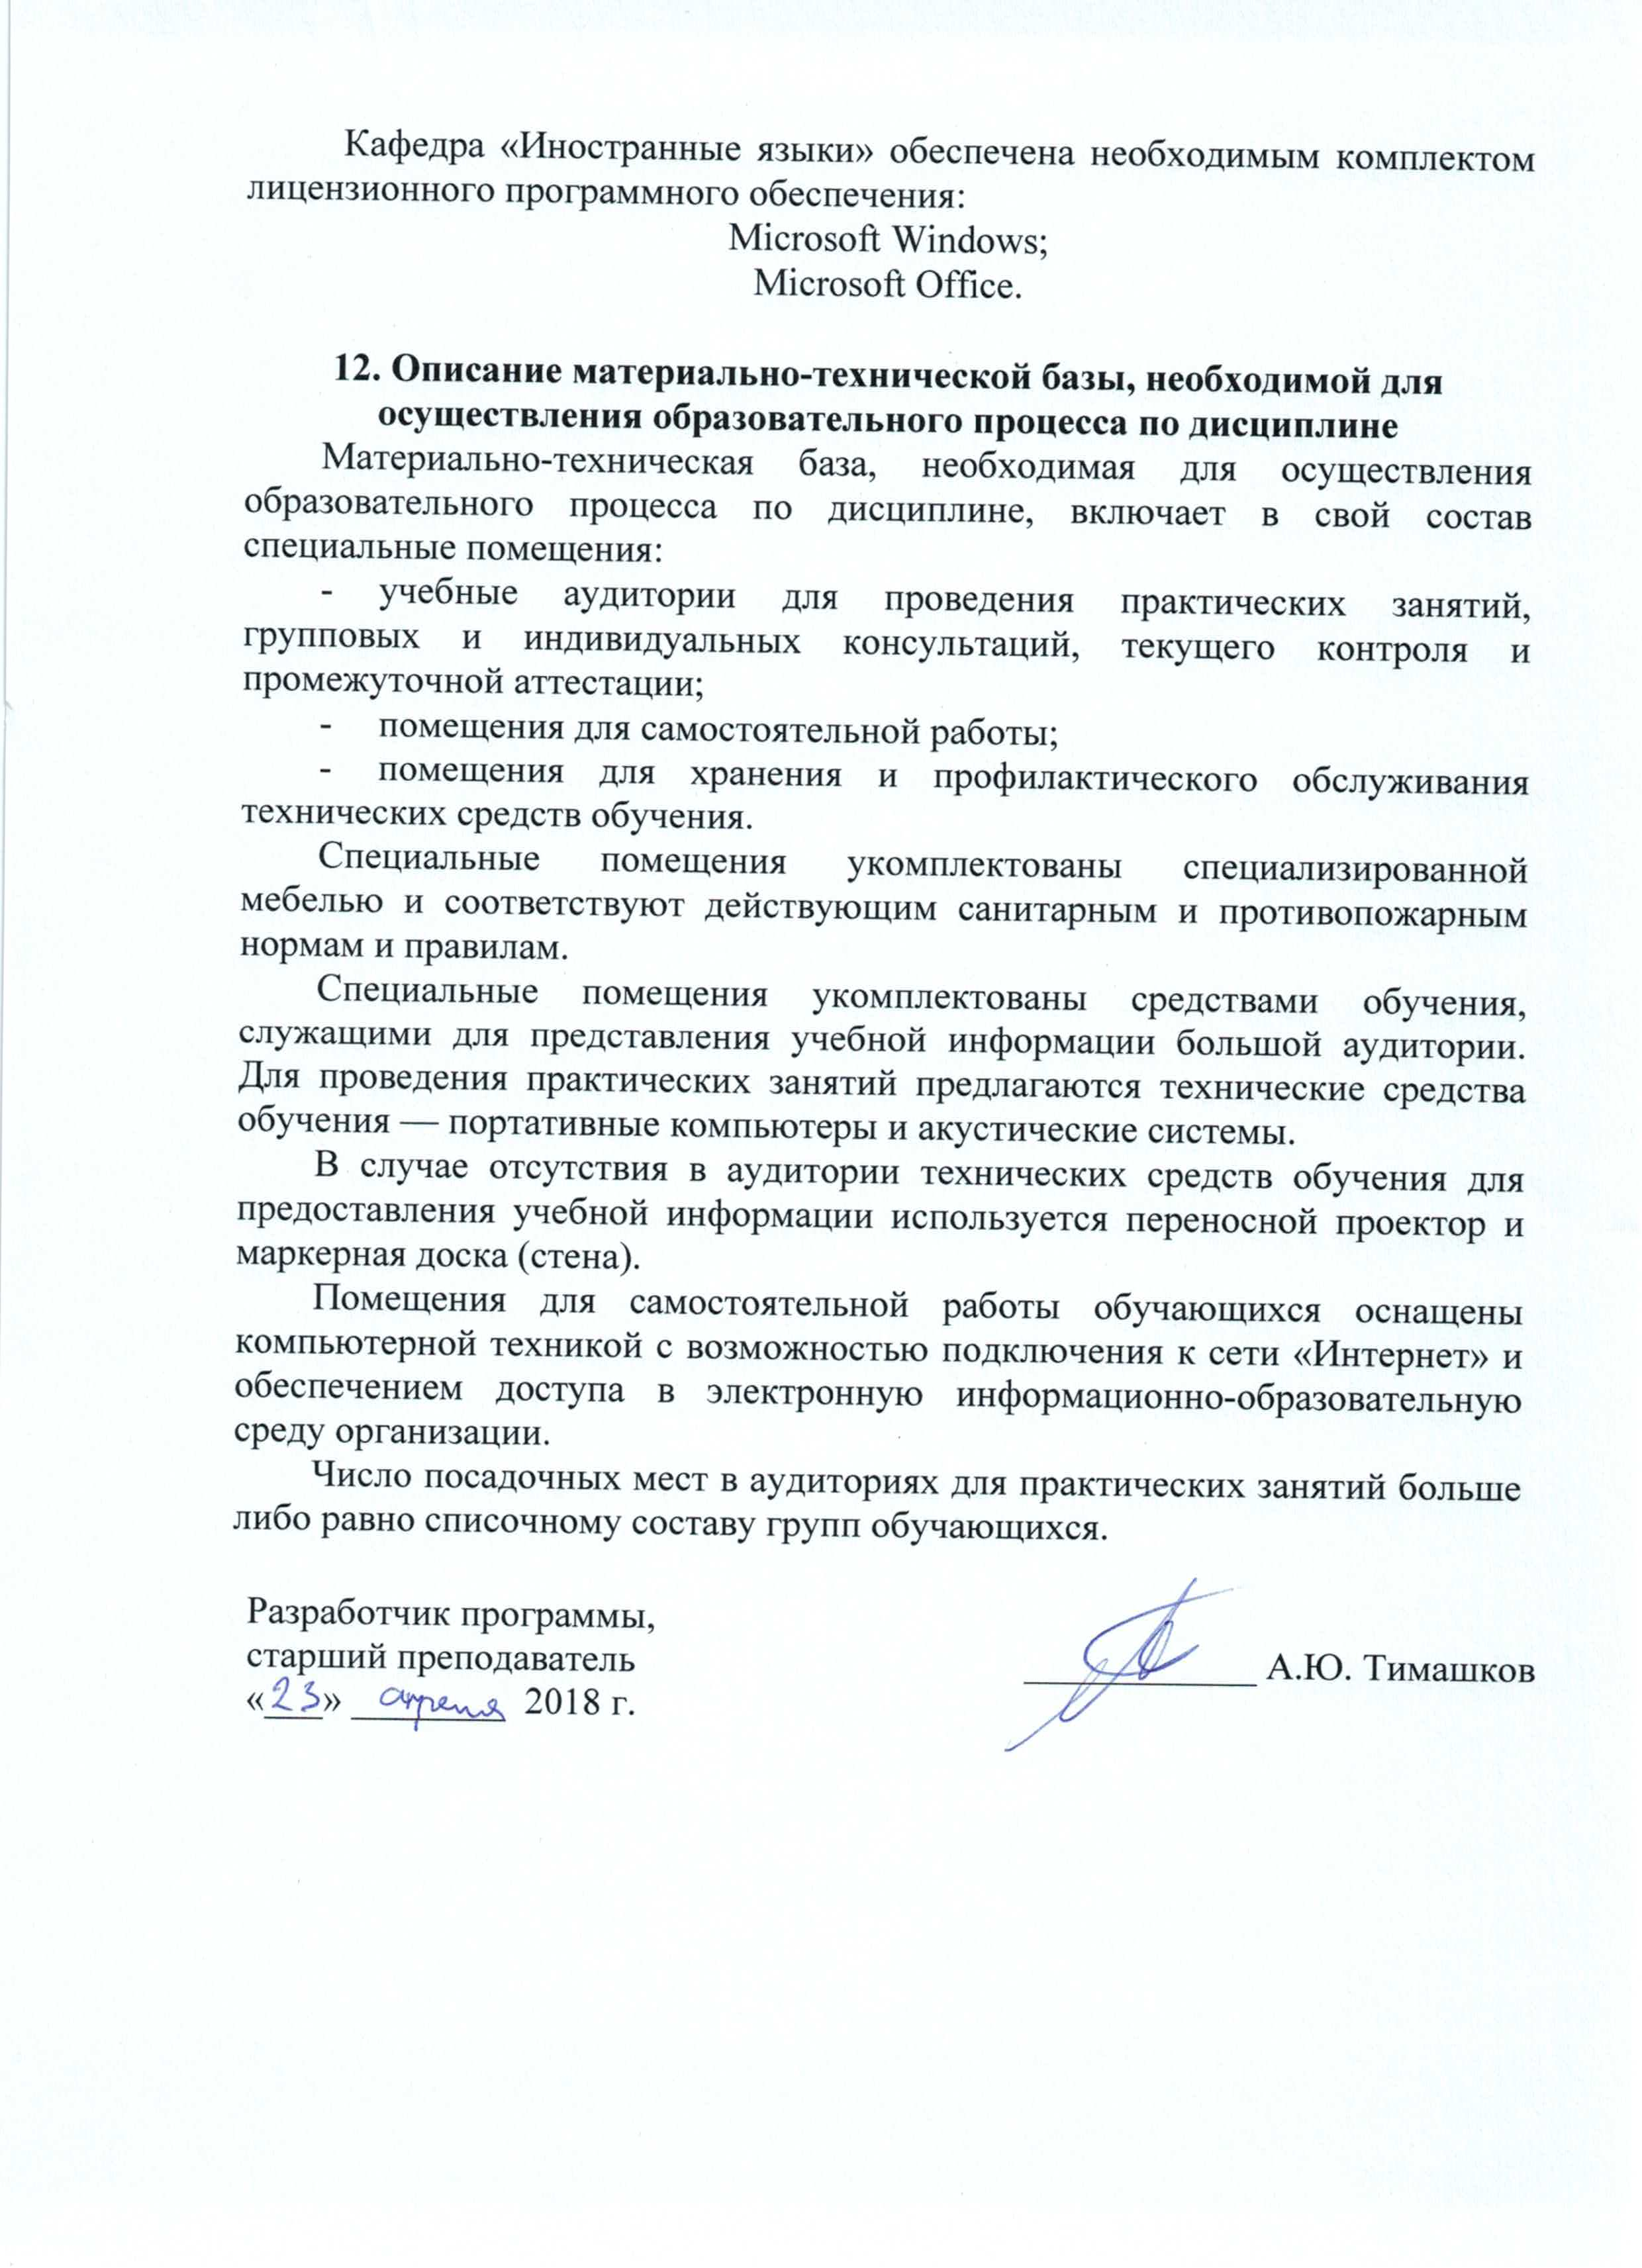 Кафедра «Иностранные языки» обеспечена необходимым комплектом
лицензионного программного обеспечения:
Microsoft Windows;
Microsoft Office.
12. Описание материально-технической базы, необходимой для
осуществления образовательного процесса по дисциплине
Материально-техническая база, необходимая для осуществления
образовательного процесса по дисциплине, включает в свой состав
специальные помещения:
- учебные аудитории для проведения практических занятий,
групповых и индивидуальных консультаций, текущего контроля и
промежуточной аттестации;
- помещения для самостоятельной работы;
- помещения для хранения и профилактического обслуживания
технических средств обучения.
Специальные помещения укомплектованы специализированной
мебелью и соответствуют действующим санитарным и противопожарным
нормам и правилам.
Специальные помещения укомплектованы средствами обучения,
служащими для представления учебной информации большой аудитории.
Для проведения практических занятий предлагаются технические средства
обучения — портативные компьютеры и акустические системы.
В случае отсутствия в аудитории технических средств обучения для
предоставления учебной информации используется переносной проектор и
маркерная доска (стена).
Помещения для самостоятельной работы обучающихся оснащены
компьютерной техникой с возможностью подключения к сети «Интернет» и
обеспечением доступа в электронную информационно-образовательную
среду организации.
Число посадочных мест в аудиториях для практических занятий больше
либо равно списочному составу групп обучающихся.
Разработчик программы,
старший преподаватель А.Ю. Тимашков
«23» апреля 2018 г.